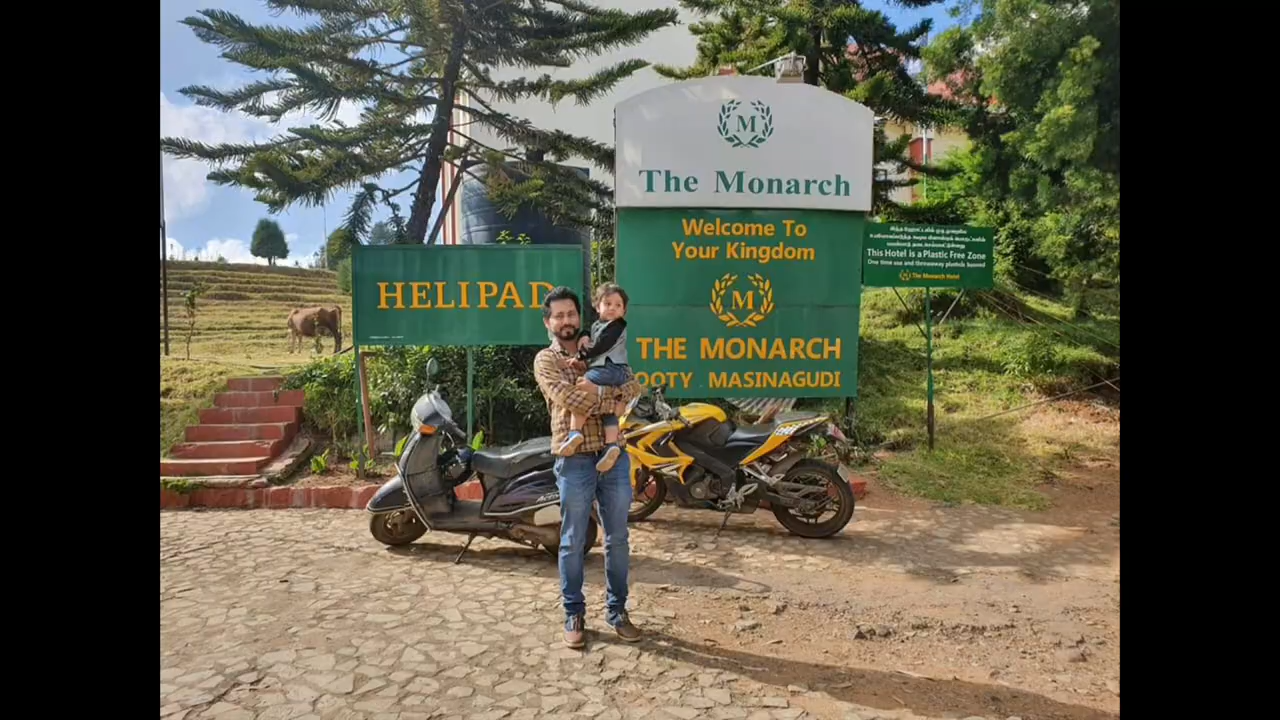 M
The Monarch
Welcome To
Your Kingdom
M
THE MONARCH
OOTY MASINAGUDI
HELIPAD
This Hotel is a Plastic Free Zone
One time use and throwaway plastic banned
The Monarch Hotel